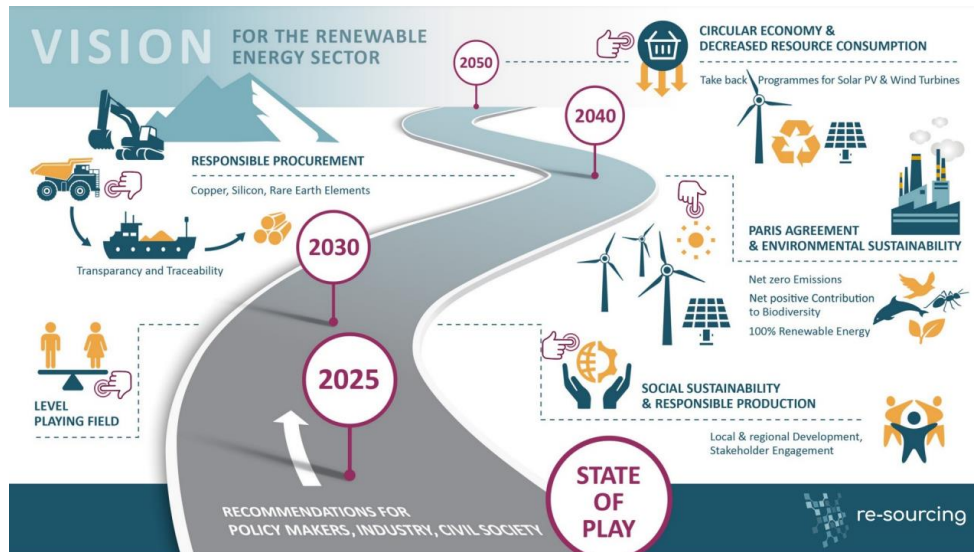 VISION
FOR THE RENEWABLE
ENERGY SECTOR
2050
CIRCULAR ECONOMY &
DECREASED RESOURCE CONSUMPTION
Take back Programmes for Solar PV & Wind Turbines
2040
RESPONSIBLE PROCUREMENT
Copper, Silicon, Rare Earth Elements
Transparancy and Traceability
PARIS AGREEMENT
& ENVIRONMENTAL SUSTAINABILITY
Net zero Emissions
Net positive Contribution
to Biodiversity
100% Renewable Energy
2030
2025
LEVEL
PLAYING FIELD
SOCIAL SUSTAINABILITY
& RESPONSIBLE PRODUCTION
Local & regional Development,
Stakeholder Engagement
STATE
OF
PLAY
RECOMMENDATIONS FOR
POLICY MAKERS, INDUSTRY, CIVIL SOCIETY
re-sourcing